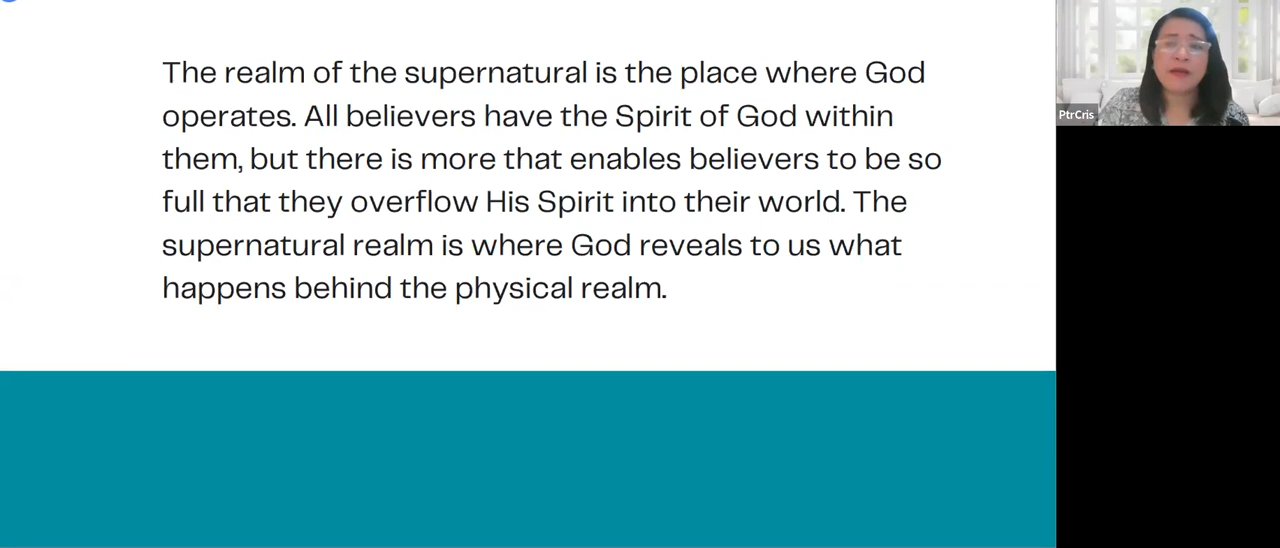 The realm of the supernatural is the place where God
operates. All believers have the Spirit of God within
them, but there is more that enables believers to be so
full that they overflow His Spirit into their world. The
supernatural realm is where God reveals to us what
happens behind the physical realm.
PtrCris